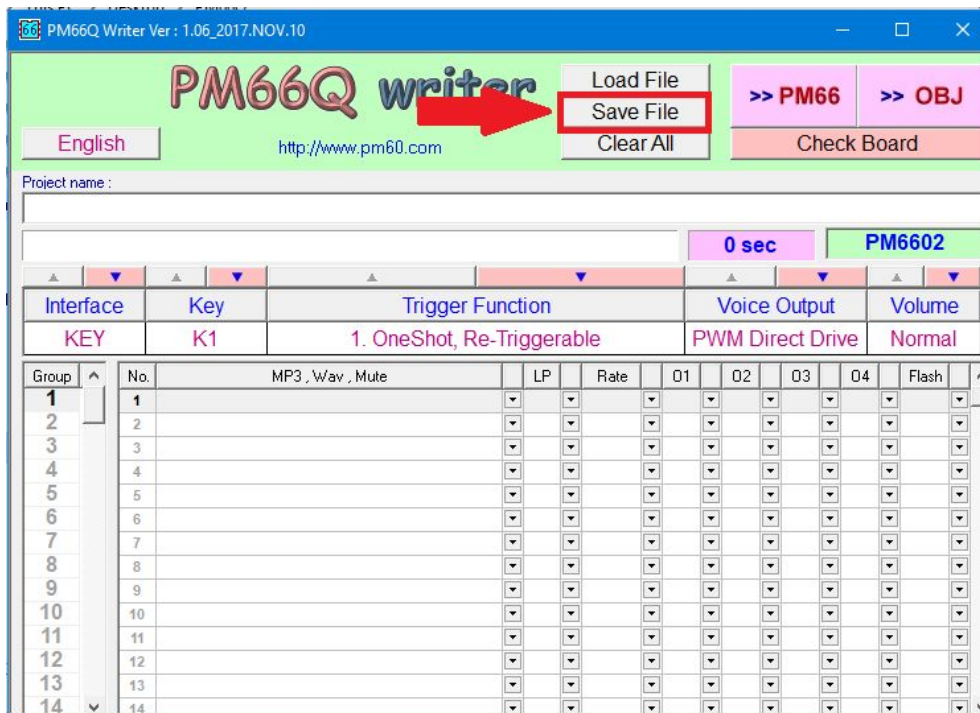 PM66Q Writer Ver : 1.06_2017.NOV.10
PM66Q writer
Load File
Save File
Clear All
>> PM66
>> OBJ
Check Board
English
http://www.pm60.com
Project name :
0 sec
PM6602
Interface Key Trigger Function Voice Output Volume
KEY K1 1. OneShot, Re-Triggerable PWM Direct Drive Normal
Group No. MP3 , Wav , Mute LP Rate O1 O2 O3 O4 Flash
1 1
2 2
3 3
4 4
5 5
6 6
7 7
8 8
9 9
10 10
11 11
12 12
13 13
14 14